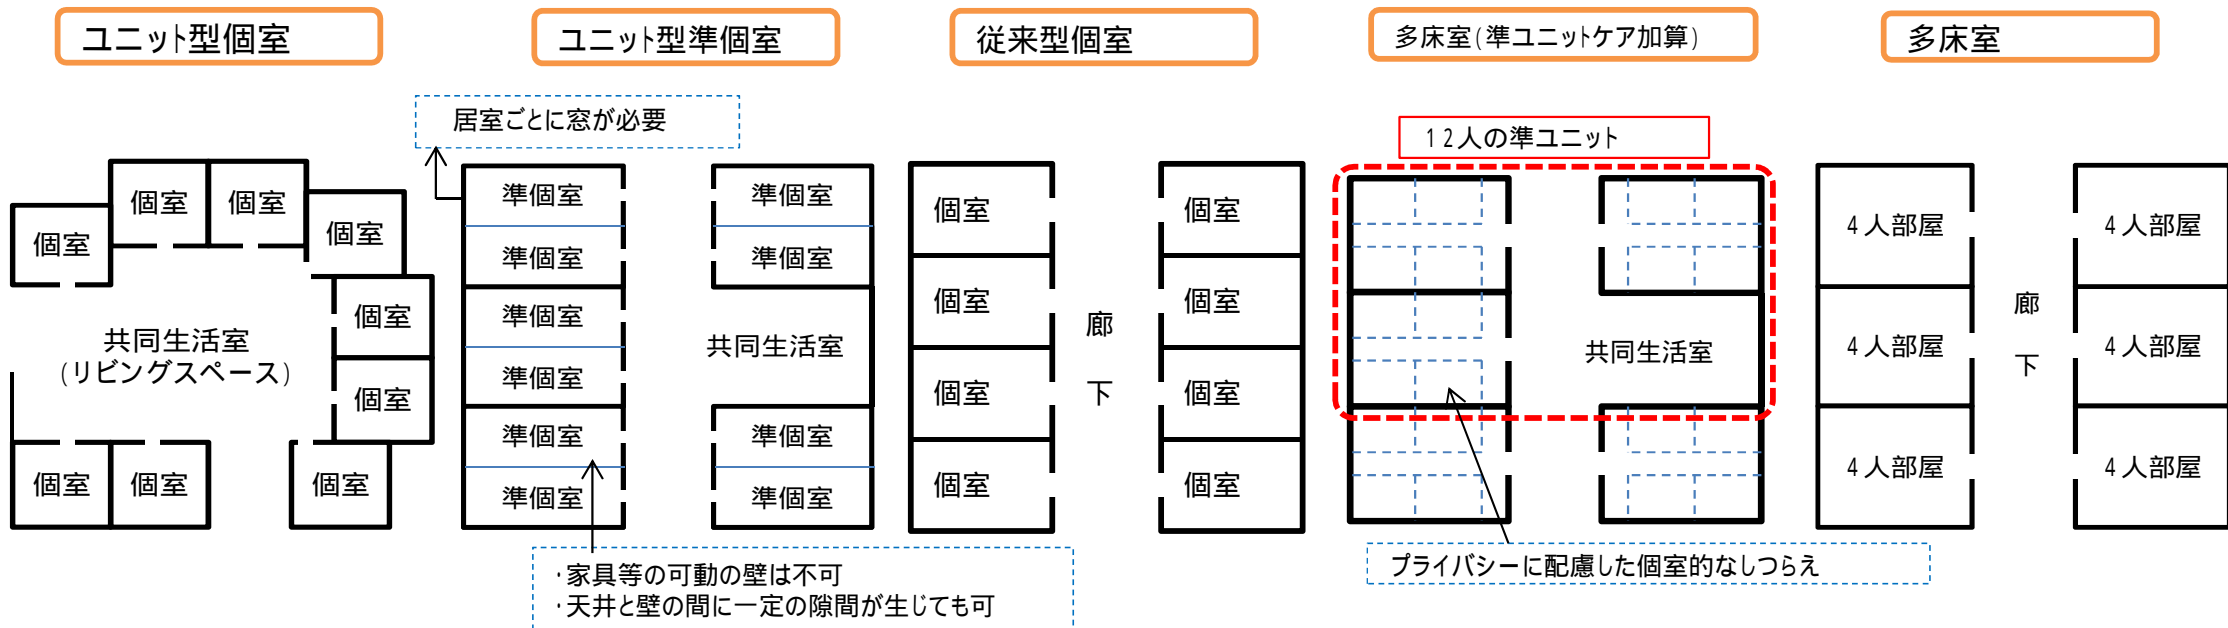 ユニット型個室
ユニット型準個室
従来型個室
多床室(準ユニットケア加算)
多床室
個室
個室
個室
個室
個室
個室
個室
個室
個室
共同生活室
(リビングスペース)
居室ごとに窓が必要
準個室
準個室
準個室
準個室
準個室
準個室
準個室
準個室
共同生活室
準個室
準個室
・家具等の可動の壁は不可
・天井と壁の間に一定の隙間が生じても可
個室
個室
個室
個室
廊
下
個室
個室
個室
個室
12人の準ユニット
共同生活室
プライバシーに配慮した個室的なしつらえ
4人部屋
4人部屋
4人部屋
廊
下
4人部屋
4人部屋
4人部屋